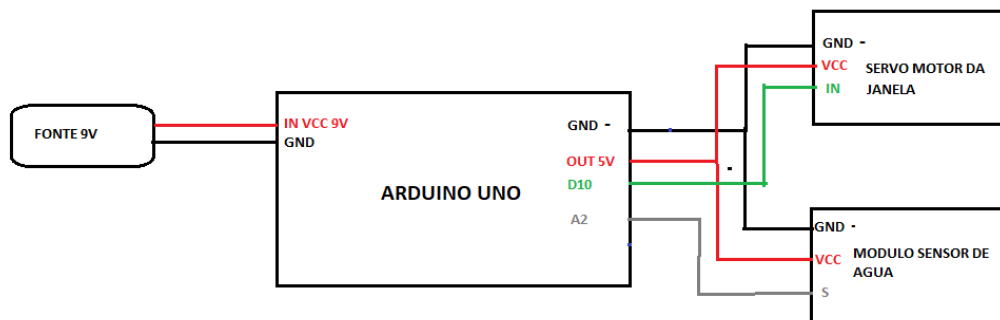 FONTE 9V
IN VCC 9V
GND
ARDUINO UNO
GND -
OUT 5V
D10
A2
GND -
VCC
IN
SERVO MOTOR DA
JANELA
GND -
VCC
S
MODULO SENSOR DE
AGUA